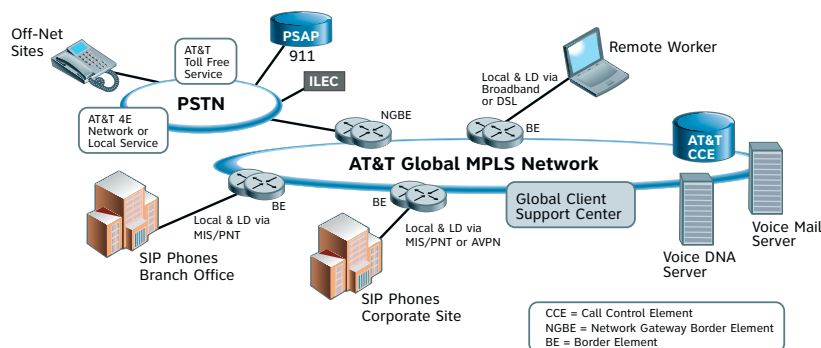 Off-Net
Sites
AT&T
Toll Free
Service
PSAP
911
ILEC
PSTN
AT&T 4E
Network or
Local Service
NGBE
Local & LD via
Broadband
or DSL
BE
Remote Worker
AT&T Global MPLS Network
AT&T
CCE
BE
Local & LD via
MIS/PNT
SIP Phones
Branch Office
BE
Local & LD via
MIS/PNT or AVPN
SIP Phones
Corporate Site
Global Client
Support Center
Voice DNA
Server
Voice Mail
Server
CCE = Call Control Element
NGBE = Network Gateway Border Element
BE = Border Element